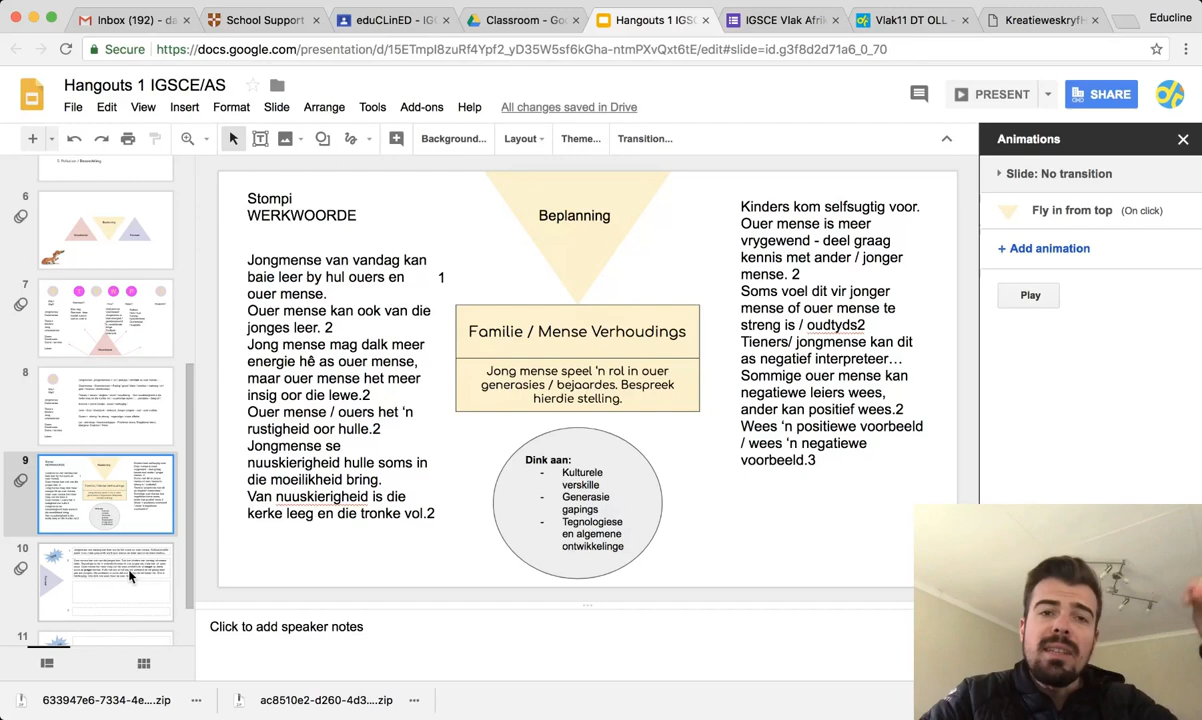 Inbox (192) - da
School Support
eduCLinED - IG
Classroom - Go
Hangouts 1 IGS
IGSCE Vlak Afrik
Vlak11 DT OLL -
KreatieweskryfH
Educline
Secure
https://docs.google.com/presentation/d/15ETmpI8zuRf4Ypf2_yD35W5sf6kGha-ntmPXvQxt6tE/edit#slide=id.g3f8d2d71a6_0_70
Hangouts 1 IGSCE/AS
File Edit View Insert Format Slide Arrange Tools Add-ons Help All changes saved in Drive
PRESENT
SHARE
Background...
Layout
Theme...
Transition...
Animations
Slide: No transition
Fly in from top (On click)
+ Add animation
Play
6
7
8
9
10
11
Stompi
WERKWOORDE
Jongmense van vandag kan
baie leer by hul ouers en
ouer mense.
1
Ouer mense kan ook van die
jonges leer. 2
Jong mense mag dalk meer
energie hê as ouer mense,
maar ouer mense het meer
insig oor die lewe.2
Ouer mense / ouers het ‘n
rustigheid oor hulle.2
Jongmense se
nuuskierigheid hulle soms in
die moeilikheid bring.
Van nuuskierigheid is die
kerke leeg en die tronke vol.2
Beplanning
Familie / Mense Verhoudings
Jong mense speel ‘n rol in ouer
generasies / bejaardes. Bespreek
hierdie stelling.
Dink aan:
- Kulturele
verskille
- Generasie
gapings
- Tegnologiese
en algemene
ontwikkelinge
Kinders kom selfsugtig voor.
Ouer mense is meer
vrygewend - deel graag
kennis met ander / jonger
mense. 2
Soms voel dit vir jonger
mense of ouer mense te
streng is / oudtyds2
Tieners/ jongmense kan dit
as negatief interpreteer…
Sommige ouer mense kan
negatiewe leiers wees,
ander kan positief wees.2
Wees ‘n positiewe voorbeeld
/ wees ‘n negatiewe
voorbeeld.3
Click to add speaker notes
633947e6-7334-4e....zip
ac8510e2-d260-4d3....zip